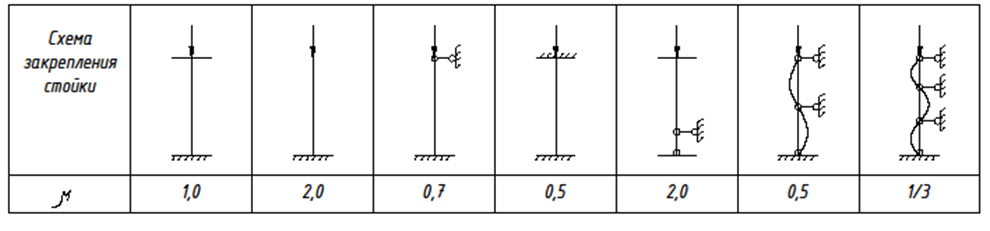 Схема
закрепления
стойки
μ 1,0 2,0 0,7 0,5 2,0 0,5 1/3